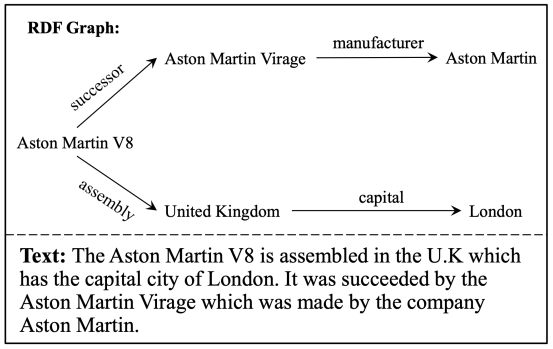 RDF Graph:
manufacturer
Aston Martin Virage
Aston Martin
successor
Aston Martin V8
assembly
capital
United Kingdom
London
Text: The Aston Martin V8 is assembled in the U.K which
has the capital city of London. It was succeeded by the
Aston Martin Virage which was made by the company
Aston Martin.